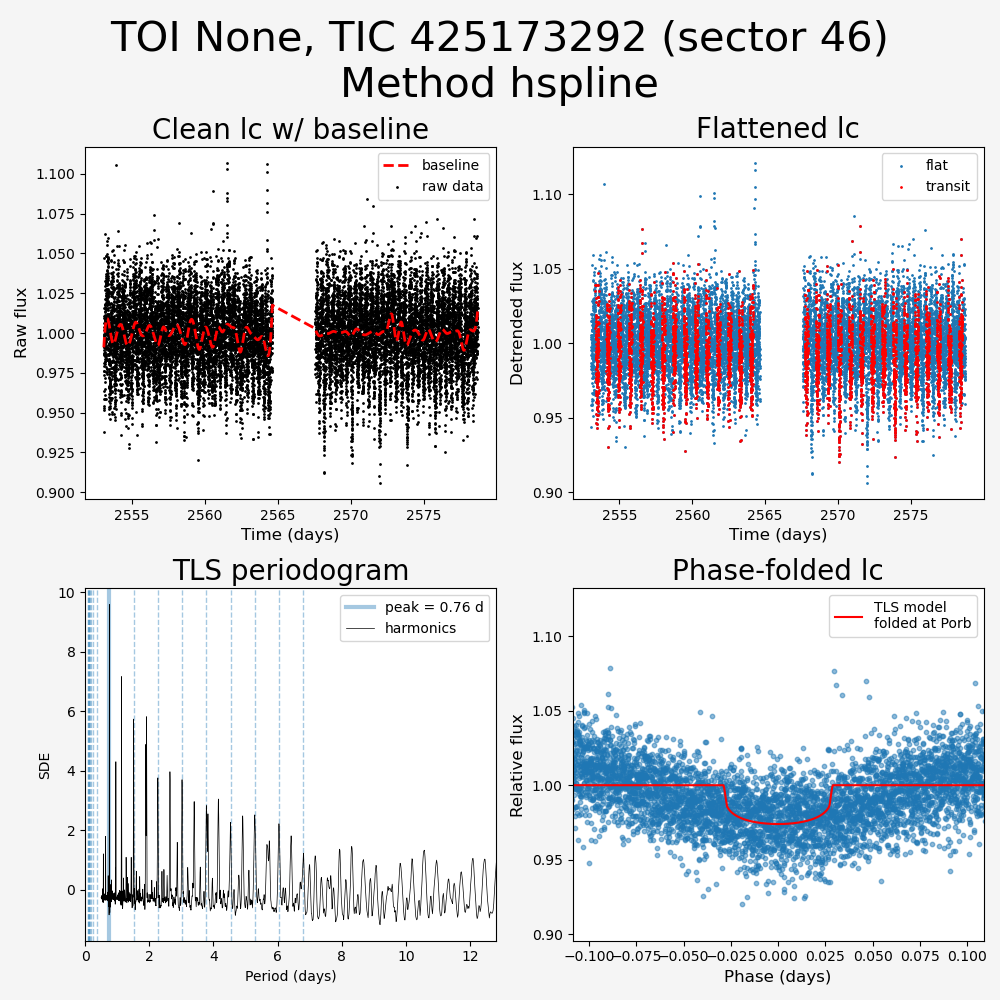 TOI None, TIC 425173292 (sector 46)
Method hspline
Clean lc w/ baseline
Flattened lc
baseline
raw data
flat
transit
1.100
1.075
1.050
1.025
1.000
0.975
0.950
0.925
0.900
Raw flux
2555 2560 2565 2570 2575
Time (days)
1.10
1.05
1.00
0.95
0.90
Detrended flux
2555 2560 2565 2570 2575
Time (days)
TLS periodogram
Phase-folded lc
peak = 0.76 d
harmonics
TLS model
folded at Porb
10
8
6
4
2
0
SDE
0 2 4 6 8 10 12
Period (days)
1.10
1.05
1.00
0.95
0.90
Relative flux
−0.100 −0.075 −0.050 −0.025 0.000 0.025 0.050 0.075 0.100
Phase (days)